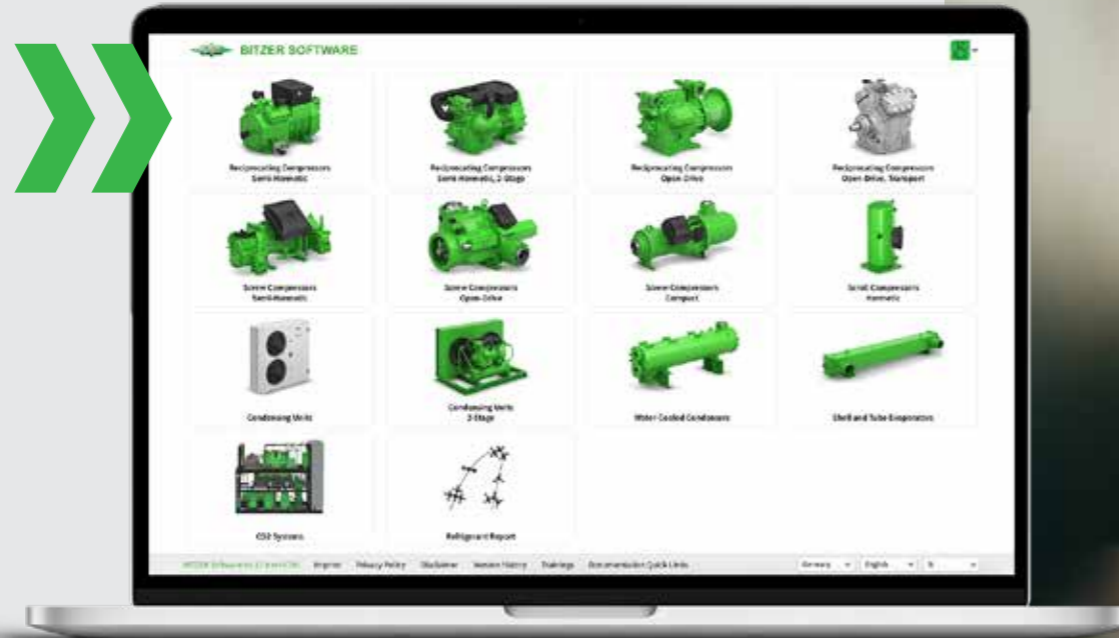 BITZER SOFTWARE
Reciprocating Compressors
Semi-Hermetic
Reciprocating Compressors
Semi-Hermetic, 2-Stage
Reciprocating Compressors
Open-Drive
Reciprocating Compressors
Open-Drive, Transport
Screw Compressors
Semi-Hermetic
Screw Compressors
Open-Drive
Screw Compressors
Compact
Scroll Compressors
Hermetic
Condensing Units
Condensing Units
2-Stage
Water-Cooled Condensers
Shell and Tube Evaporators
CO2 Systems
Refrigerant Report
BITZER Software
Imprint
Privacy Policy
Disclaimer
Version History
Trainings
Documentation Quick Links
Germany
English
SI